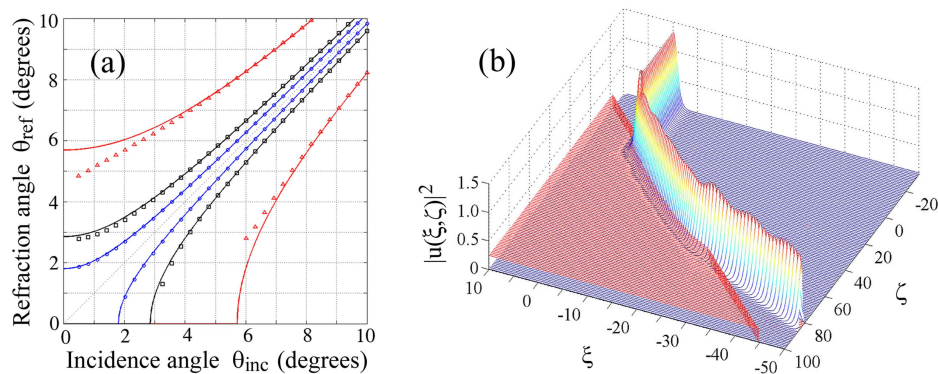 (a)
Refraction angle θref (degrees)
10
8
6
4
2
0
0 2 4 6 8 10
Incidence angle θinc (degrees)
(b)
|u(ξ,ζ)|²
1.5
1.0
0.5
0
10 0 -10 -20 -30 -40 -50
ξ
-20
0
20
40
60
80
100
ζ